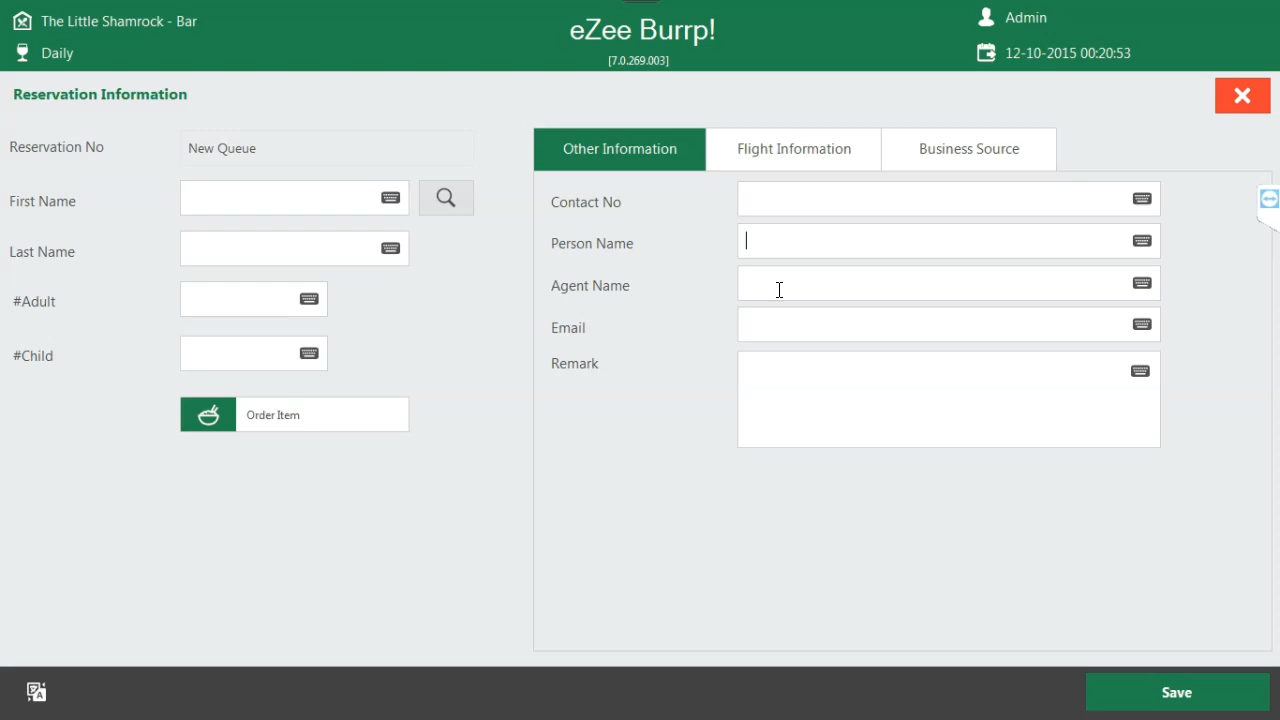 The Little Shamrock - Bar
Daily
eZee Burrp!
[7.0.269.003]
Admin
12-10-2015 00:20:53
Reservation Information
Reservation No
New Queue
First Name
Last Name
#Adult
#Child
Order Item
Other Information
Flight Information
Business Source
Contact No
Person Name
Agent Name
Email
Remark
Save